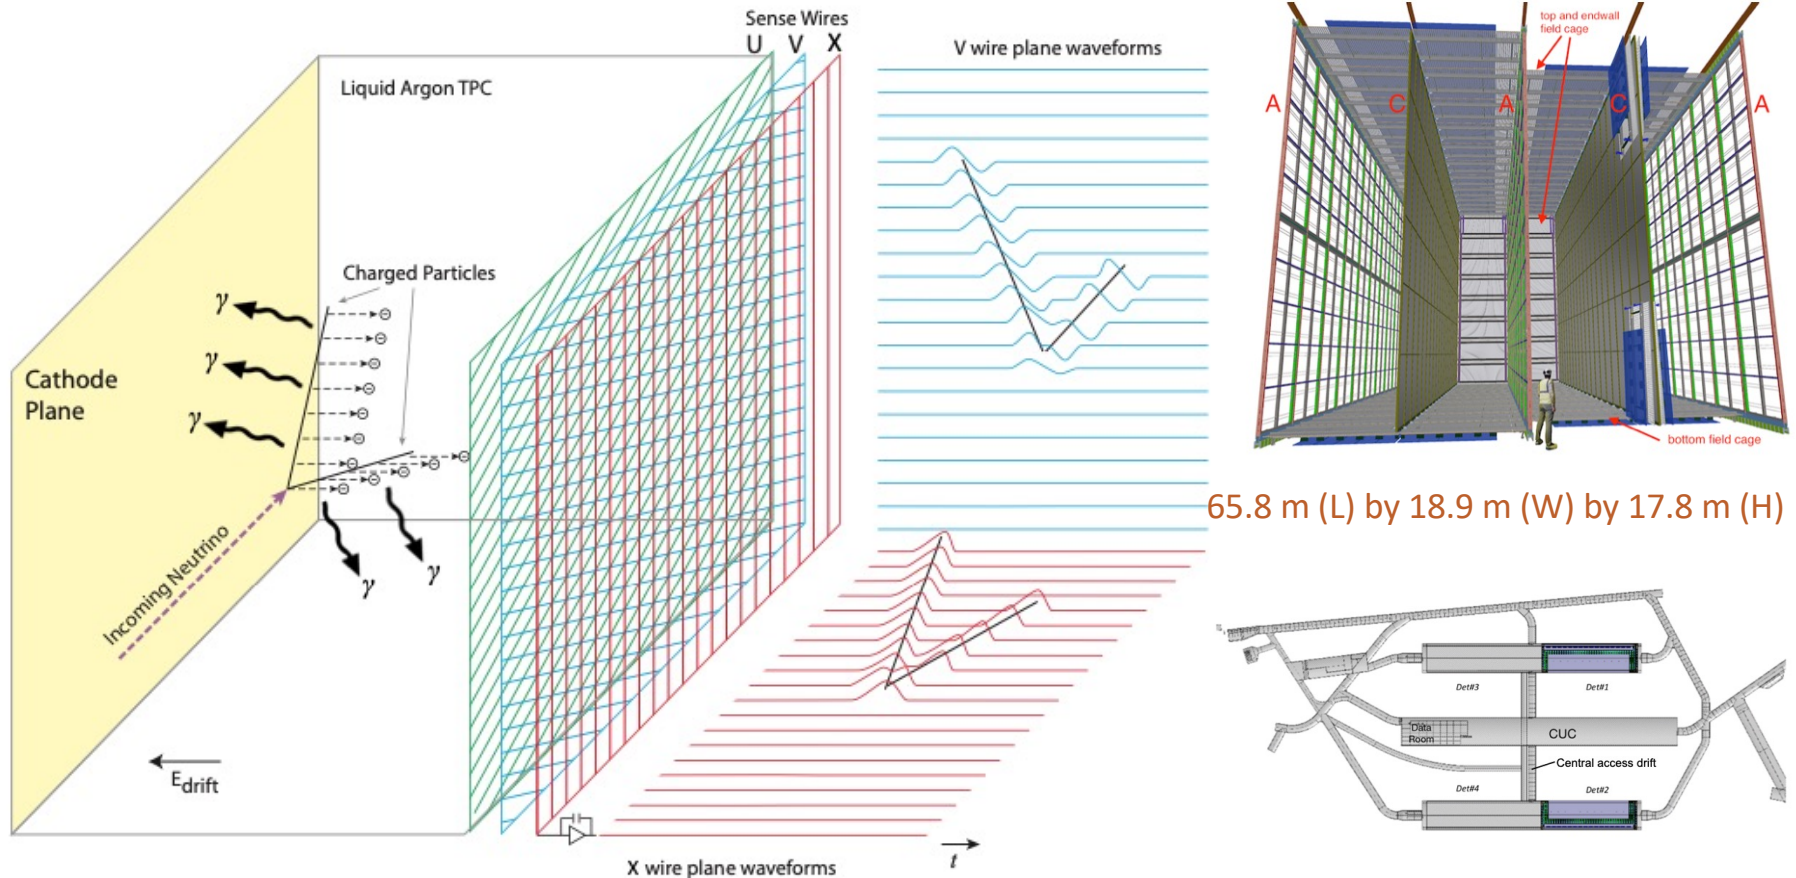 Sense Wires
U V X
Liquid Argon TPC
Charged Particles
γ
γ
γ
γ
γ
Cathode
Plane
Incoming Neutrino
Edrift
V wire plane waveforms
X wire plane waveforms
t
top and endwall
field cage
A C A C A
bottom field cage
65.8 m (L) by 18.9 m (W) by 17.8 m (H)
Det#3 Det#1
Data
Room
CUC
Central access drift
Det#4 Det#2